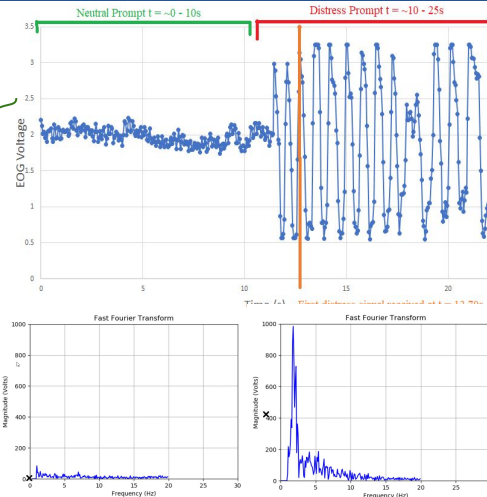 Neutral Prompt t = ~0 - 10s
Distress Prompt t = ~10 - 25s
EOG Voltage
3.5
3
2.5
2
1.5
1
0.5
0
0 5 10 15 20
Time (s) First distress signal received at t = 12.79s
Fast Fourier Transform
Magnitude (Volts)
1000
800
600
400
200
0
0 5 10 15 20 25 30
Frequency (Hz)
Fast Fourier Transform
Magnitude (Volts)
1000
800
600
400
200
0
0 5 10 15 20 25
Frequency (Hz)